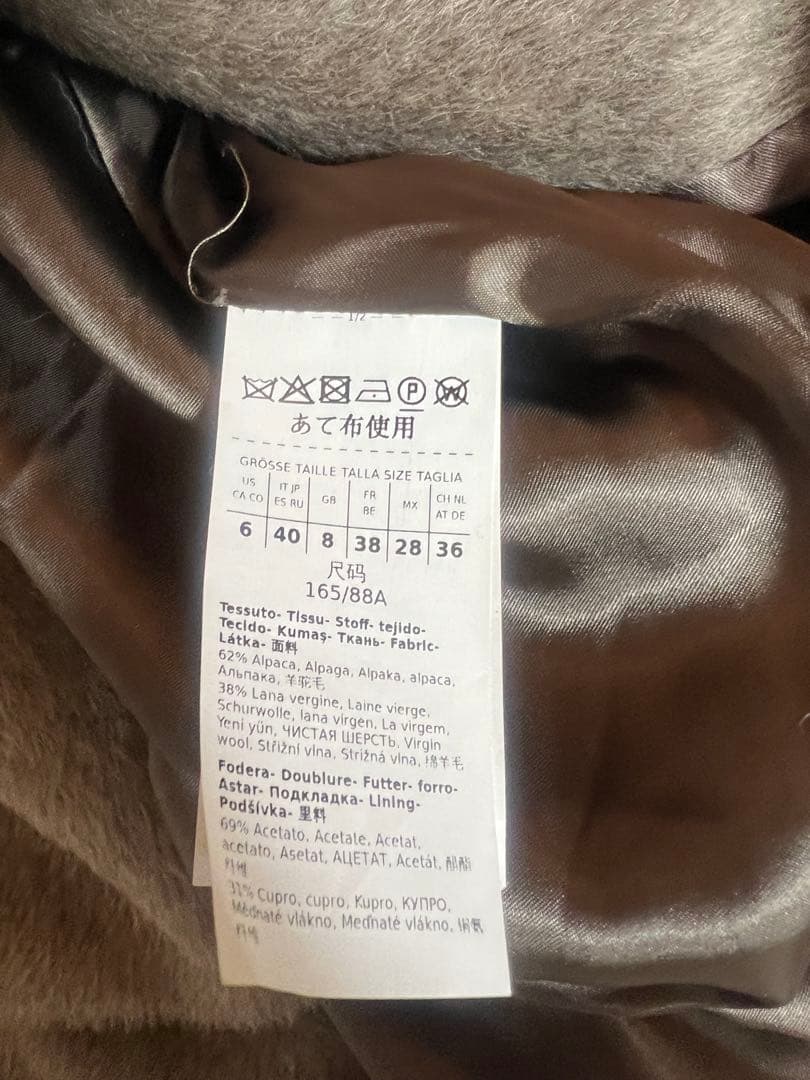 1/2
P W
あて布使用
GRÖSSE TAILLE TALLA SIZE TAGLIA
US CA CO IT JP ES RU GB FR BE MX CH NL AT DE
6 40 8 38 28 36
尺码
165/88A
Tessuto- Tissu- Stoff- tejido-
Tecido- Kumaş- Ткань- Fabric-
Látka- 面料
62% Alpaca, Alpaga, Alpaka, alpaca,
Альпака, 羊驼毛
38% Lana vergine, Laine vierge,
Schurwolle, lana virgen, La virgem,
Yeni yün, ЧИСТАЯ ШЕРСТЬ, Virgin
wool, Střižní vlna, Strižná vlna, 绵羊毛
Fodera- Doublure- Futter- forro-
Astar- Подкладка- Lining-
Podšívka- 里料
69% Acetato, Acetate, Acetat,
acetato, Asetat, АЦЕТАТ, Acetát, 醋酯
纤维
31% Cupro, cupro, Kupro, КУПРО,
Měďnaté vlákno, Meďnaté vlákno, 铜氨
纤维